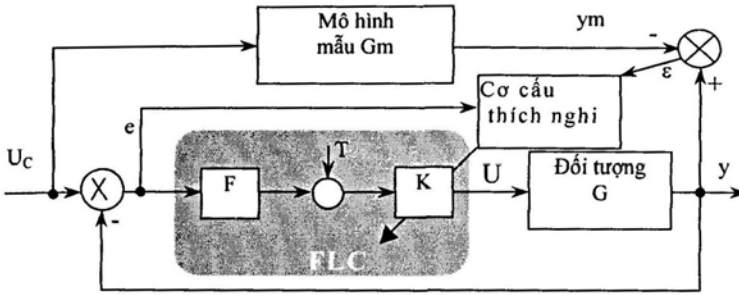 Mô hình
mẫu Gm
ym
-
ε
+
Cơ cấu
thích nghi
e
U_C
T
F
K
U
Đối tượng
G
y
-
FLC